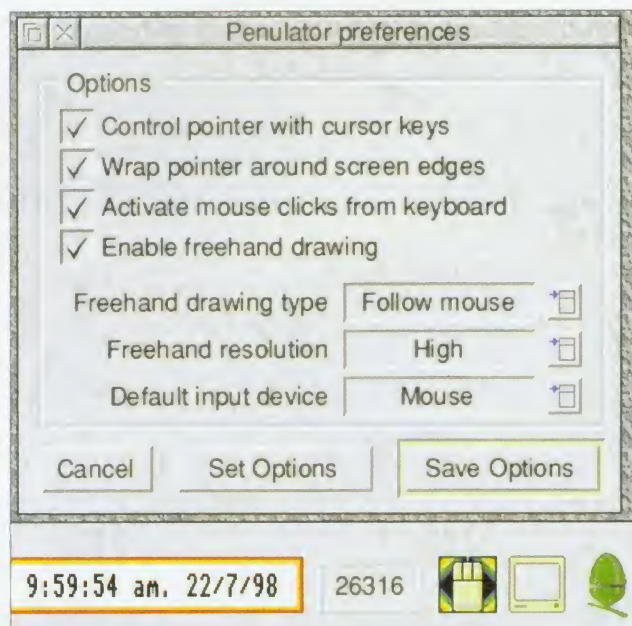 Penulator preferences
Options
Control pointer with cursor keys
Wrap pointer around screen edges
Activate mouse clicks from keyboard
Enable freehand drawing
Freehand drawing type Follow mouse
Freehand resolution High
Default input device Mouse
Cancel Set Options Save Options
9:59:54 am. 22/7/98 26316